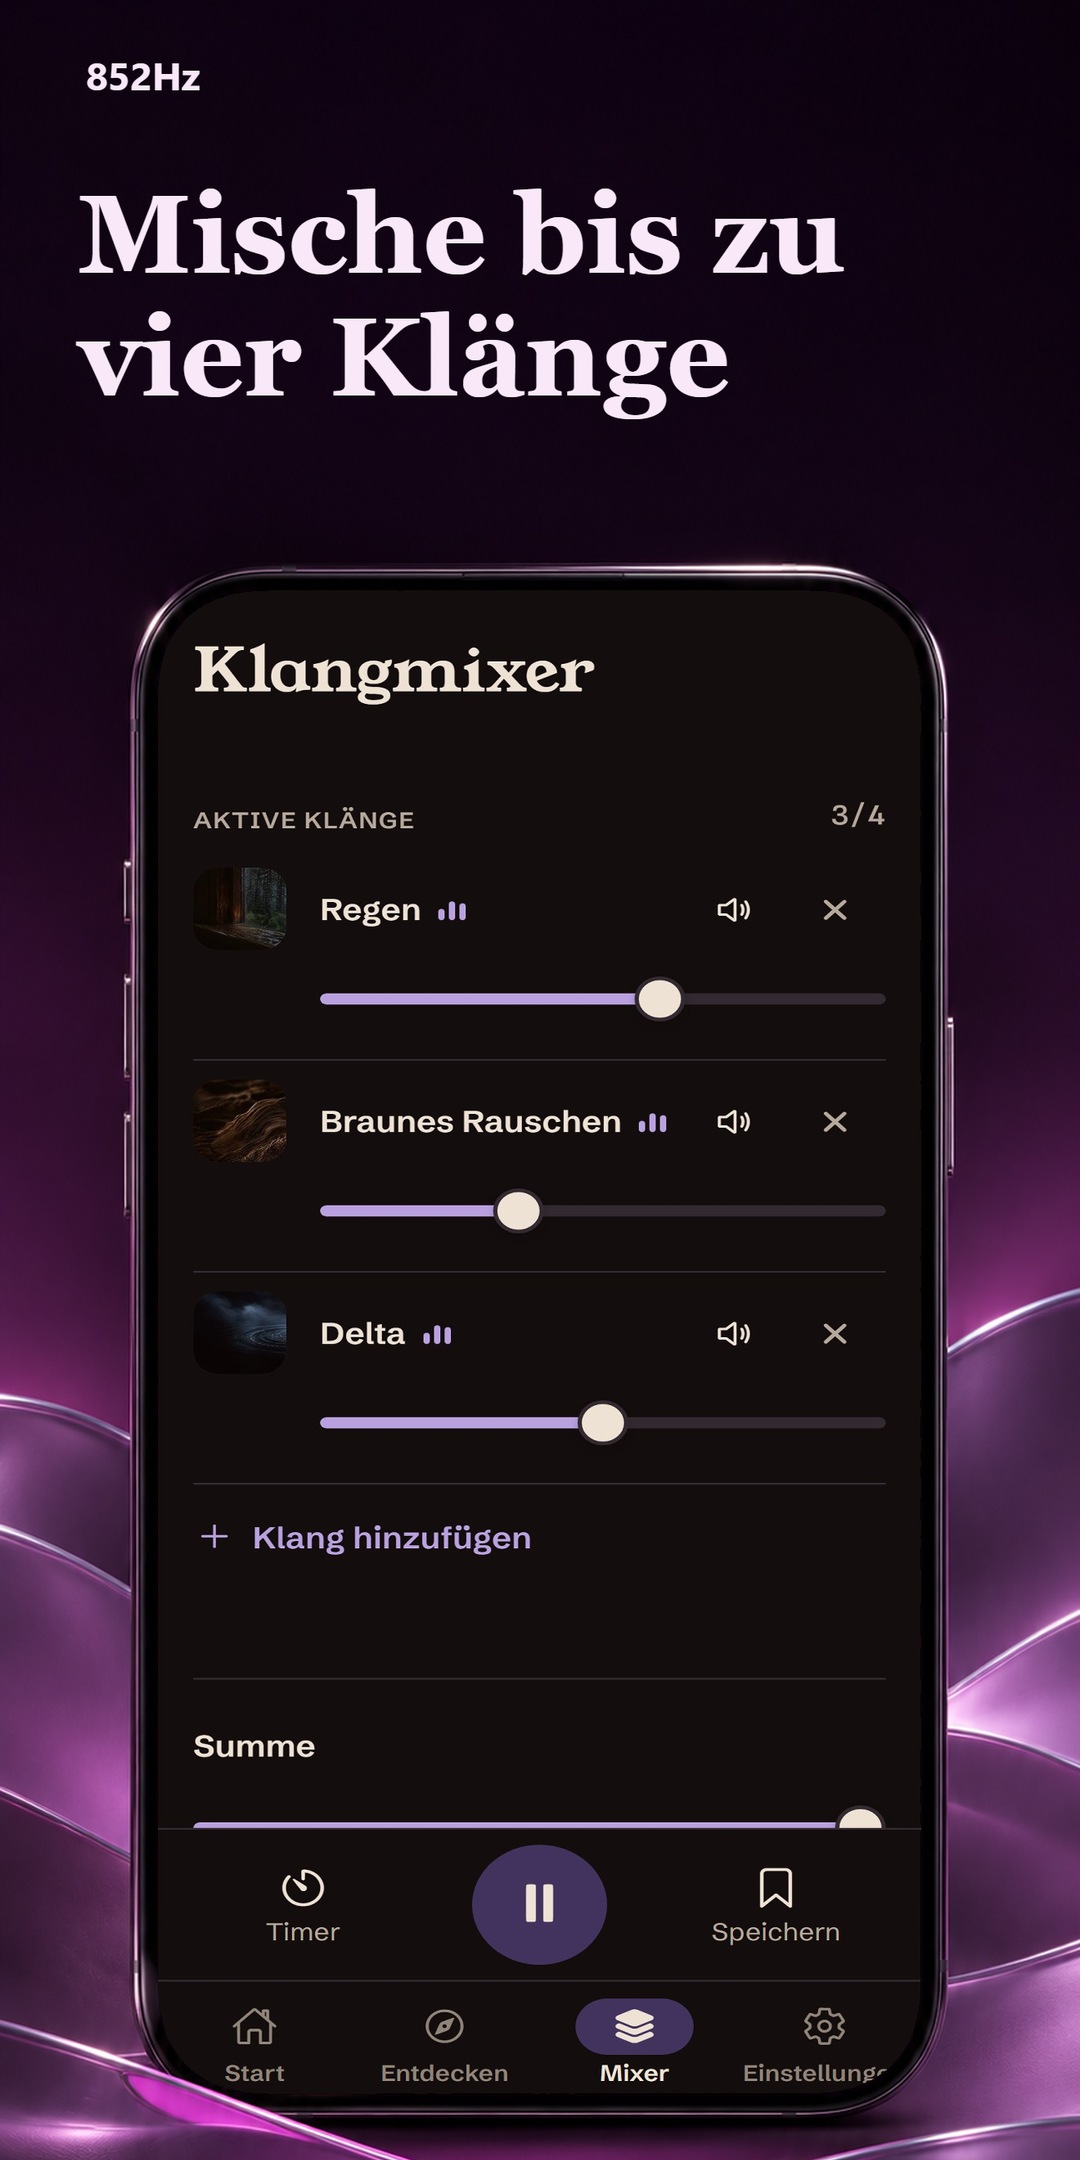 852Hz
Mische bis zu
vier Klänge
Klangmixer
AKTIVE KLÄNGE 3/4
Regen
Braunes Rauschen
Delta
+ Klang hinzufügen
Summe
Timer Speichern
Start Entdecken Mixer